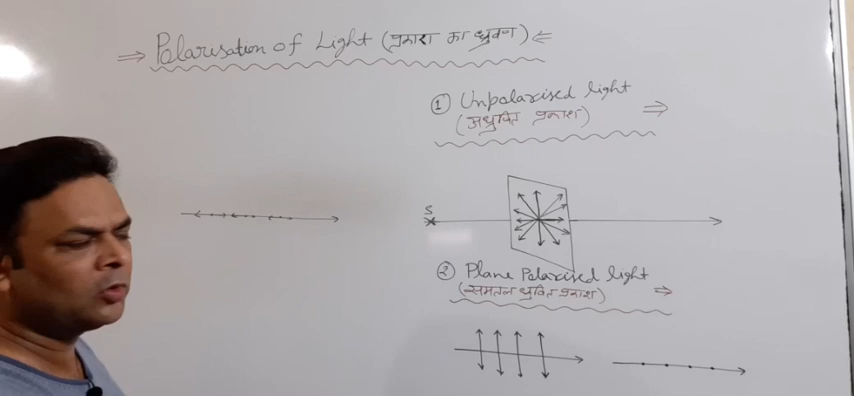 ⇒ Polarisation of Light (प्रकाश का ध्रुवण) ⇐
① Unpolarised light ⇒
(अध्रुवित प्रकाश)
S
② Plane Polarised light
(समतल ध्रुवित प्रकाश) ⇒